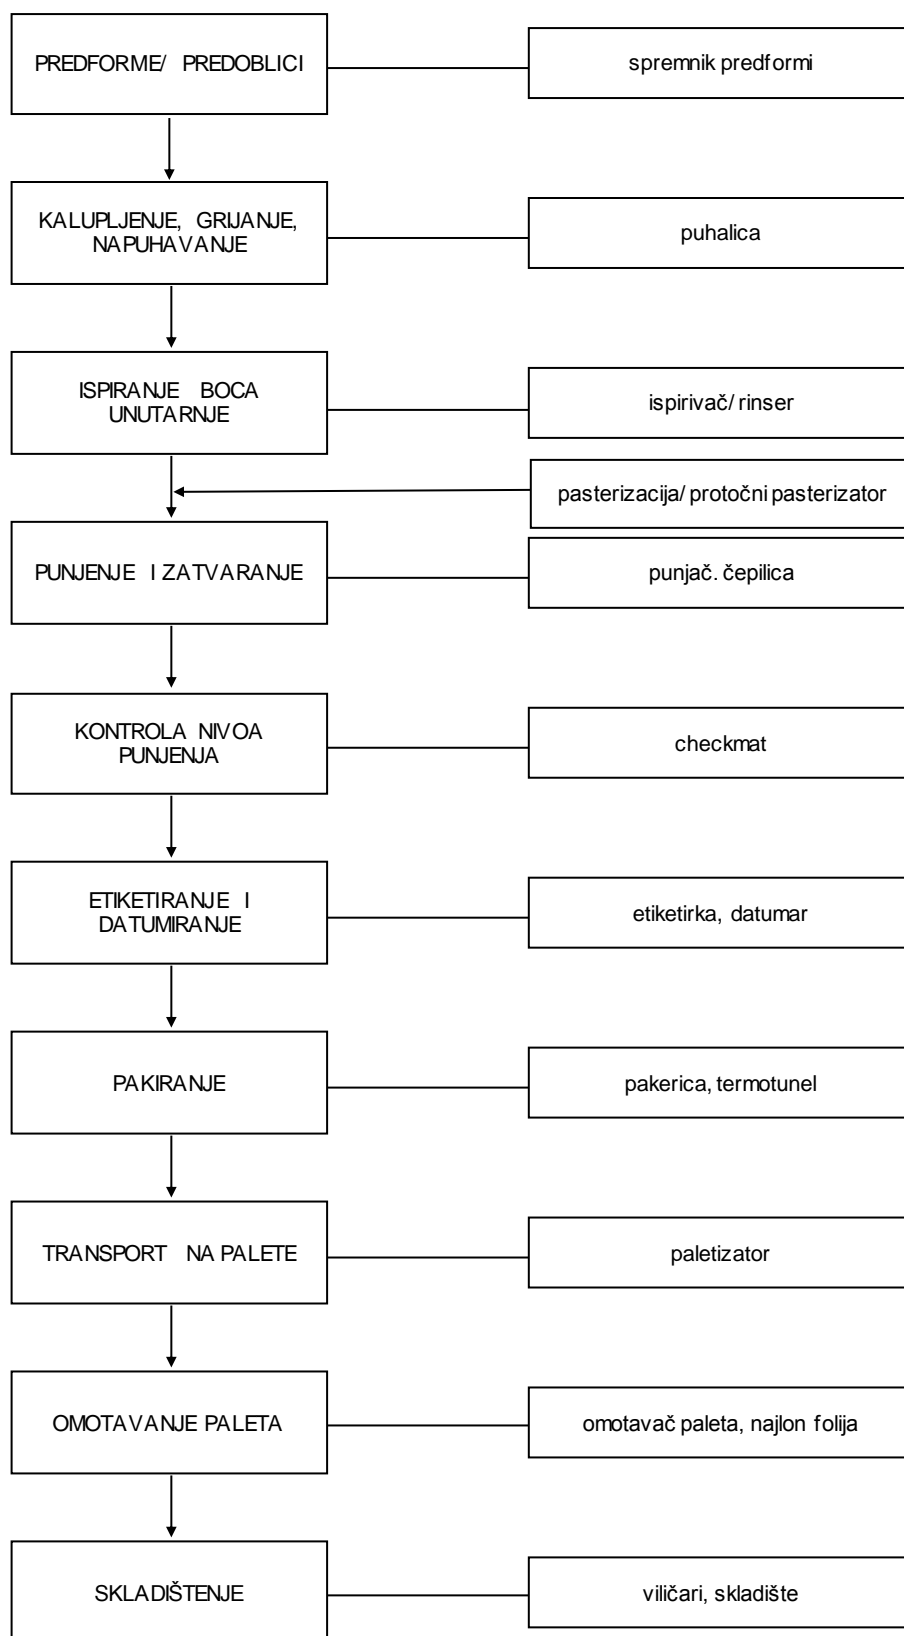 PREDFORME/ PREDOBLICI
spremnik predformi
KALUPLJENJE, GRIJANJE,
NAPUHAVANJE
puhalica
ISPIRANJE BOCA
UNUTARNJE
ispirivač/ rinser
pasterizacija/ protočni pasterizator
PUNJENJE I ZATVARANJE
punjač. čepilica
KONTROLA NIVOA
PUNJENJA
checkmat
ETIKETIRANJE I
DATUMIRANJE
etiketirka, datumar
PAKIRANJE
pakerica, termotunel
TRANSPORT NA PALETE
paletizator
OMOTAVANJE PALETA
omotavač paleta, najlon folija
SKLADIŠTENJE
viličari, skladište